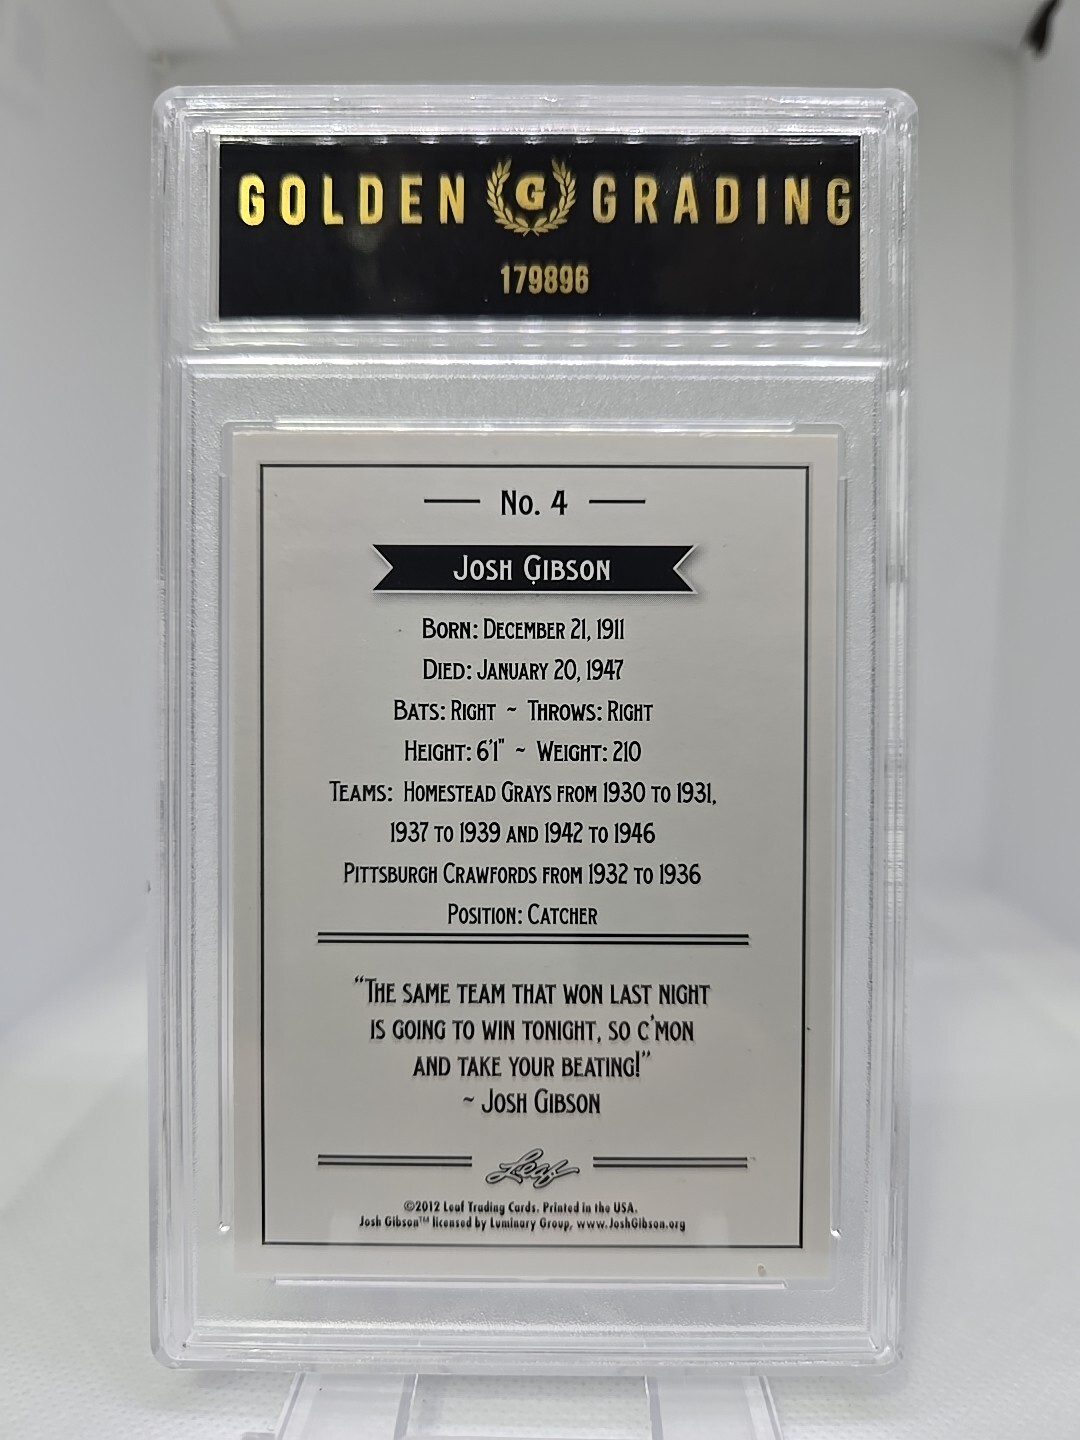 GOLDEN G GRADING
179896
No. 4
Josh Gibson
Born: December 21, 1911
Died: January 20, 1947
Bats: Right ~ Throws: Right
Height: 6'1" ~ Weight: 210
Teams: Homestead Grays from 1930 to 1931,
1937 to 1939 and 1942 to 1946
Pittsburgh Crawfords from 1932 to 1936
Position: Catcher
“The same team that won last night
is going to win tonight, so c'mon
and take your beating!”
~ Josh Gibson
Leaf
©2012 Leaf Trading Cards. Printed in the USA.
Josh Gibson™ licensed by Luminary Group, www.JoshGibson.org